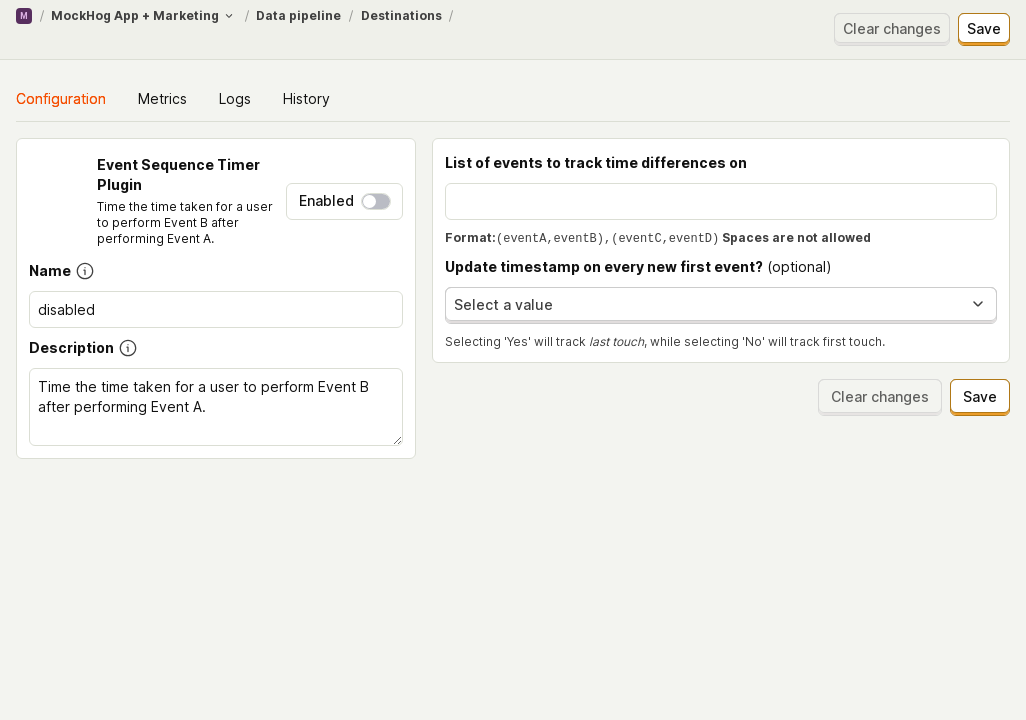 M / MockHog App + Marketing / Data pipeline / Destinations /
Clear changes Save
Configuration Metrics Logs History
Event Sequence Timer
Plugin
Time the time taken for a user
to perform Event B after
performing Event A.
Enabled
Name
disabled
Description
Time the time taken for a user to perform Event B
after performing Event A.
List of events to track time differences on
Format:(eventA,eventB),(eventC,eventD) Spaces are not allowed
Update timestamp on every new first event? (optional)
Select a value
Selecting 'Yes' will track last touch, while selecting 'No' will track first touch.
Clear changes Save